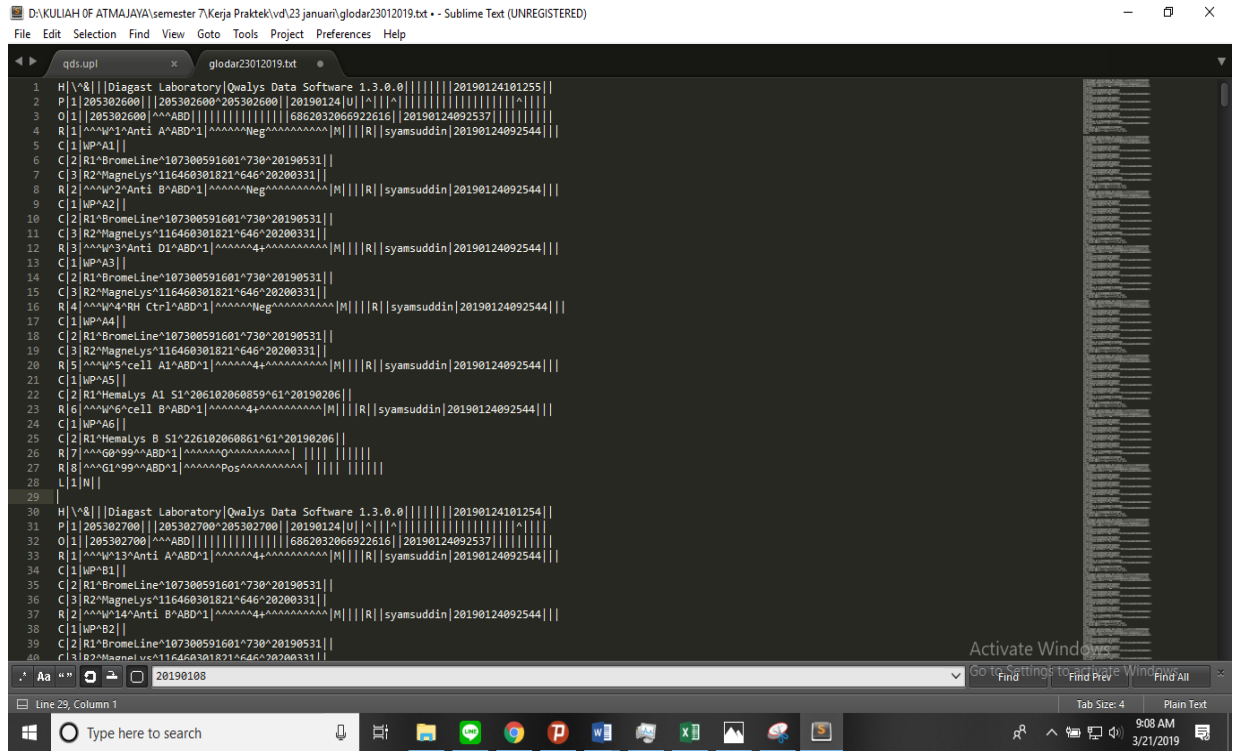 D:\KULIAH 0F ATMAJAYA\semester 7\Kerja Praktek\vd\23 januari\glodar23012019.txt • - Sublime Text (UNREGISTERED)
File Edit Selection Find View Goto Tools Project Preferences Help
qds.upl × glodar23012019.txt •
1 H|\^&|||Diagast Laboratory|Qwalys Data Software 1.3.0.0||||||||20190124101255||
2 P|1|205302600|||205302600^205302600||20190124|U||^|||^||||||||||||||||||^||||
3 O|1||205302600|^^^ABD||||||||||||||||6862032066922616||20190124092537||||||||||
4 R|1|^^^W^1^Anti A^ABD^1|^^^^^^Neg^^^^^^^^^^|M||||R||syamsuddin|20190124092544|||
5 C|1|WP^A1||
6 C|2|R1^BromeLine^107300591601^730^20190531||
7 C|3|R2^MagneLys^116460301821^646^20200331||
8 R|2|^^^W^2^Anti B^ABD^1|^^^^^^Neg^^^^^^^^^^|M||||R||syamsuddin|20190124092544|||
9 C|1|WP^A2||
10 C|2|R1^BromeLine^107300591601^730^20190531||
11 C|3|R2^MagneLys^116460301821^646^20200331||
12 R|3|^^^W^3^Anti D1^ABD^1|^^^^^^4+^^^^^^^^^^|M||||R||syamsuddin|20190124092544|||
13 C|1|WP^A3||
14 C|2|R1^BromeLine^107300591601^730^20190531||
15 C|3|R2^MagneLys^116460301821^646^20200331||
16 R|4|^^^W^4^RH Ctrl^ABD^1|^^^^^^Neg^^^^^^^^^^|M||||R||syamsuddin|20190124092544|||
17 C|1|WP^A4||
18 C|2|R1^BromeLine^107300591601^730^20190531||
19 C|3|R2^MagneLys^116460301821^646^20200331||
20 R|5|^^^W^5^cell A1^ABD^1|^^^^^^4+^^^^^^^^^^|M||||R||syamsuddin|20190124092544|||
21 C|1|WP^A5||
22 C|2|R1^HemaLys A1 S1^206102060859^61^20190206||
23 R|6|^^^W^6^cell B^ABD^1|^^^^^^4+^^^^^^^^^^|M||||R||syamsuddin|20190124092544|||
24 C|1|WP^A6||
25 C|2|R1^HemaLys B S1^226102060861^61^20190206||
26 R|7|^^^G0^99^^ABD^1|^^^^^^O^^^^^^^^^^| |||| ||||||
27 R|8|^^^G1^99^^ABD^1|^^^^^^Pos^^^^^^^^^^| |||| ||||||
28 L|1|N||
29
30 H|\^&|||Diagast Laboratory|Qwalys Data Software 1.3.0.0||||||||20190124101254||
31 P|1|205302700|||205302700^205302700||20190124|U||^|||^||||||||||||||||||^||||
32 O|1||205302700|^^^ABD||||||||||||||||6862032066922616||20190124092537||||||||||
33 R|1|^^^W^13^Anti A^ABD^1|^^^^^^4+^^^^^^^^^^|M||||R||syamsuddin|20190124092544|||
34 C|1|WP^B1||
35 C|2|R1^BromeLine^107300591601^730^20190531||
36 C|3|R2^MagneLys^116460301821^646^20200331||
37 R|2|^^^W^14^Anti B^ABD^1|^^^^^^4+^^^^^^^^^^|M||||R||syamsuddin|20190124092544|||
38 C|1|WP^B2||
39 C|2|R1^BromeLine^107300591601^730^20190531||
40 C|3|R2^MagneLys^116460301821^646^20200331||
Activate Windows
Go to Settings to activate Windows.
.* Aa “” 20190108 Find Find Prev Find All
Line 29, Column 1 Tab Size: 4 Plain Text
Type here to search 9:08 AM
3/21/2019